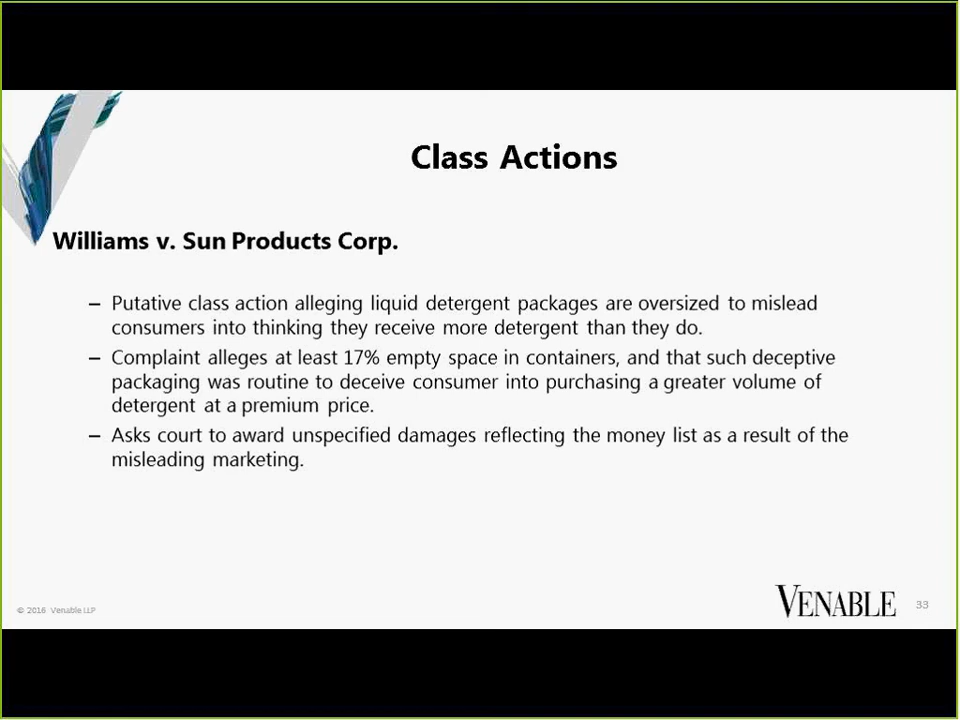 Class Actions
Williams v. Sun Products Corp.
– Putative class action alleging liquid detergent packages are oversized to mislead
consumers into thinking they receive more detergent than they do.
– Complaint alleges at least 17% empty space in containers, and that such deceptive
packaging was routine to deceive consumer into purchasing a greater volume of
detergent at a premium price.
– Asks court to award unspecified damages reflecting the money list as a result of the
misleading marketing.
© 2016 Venable LLP
VENABLE
33